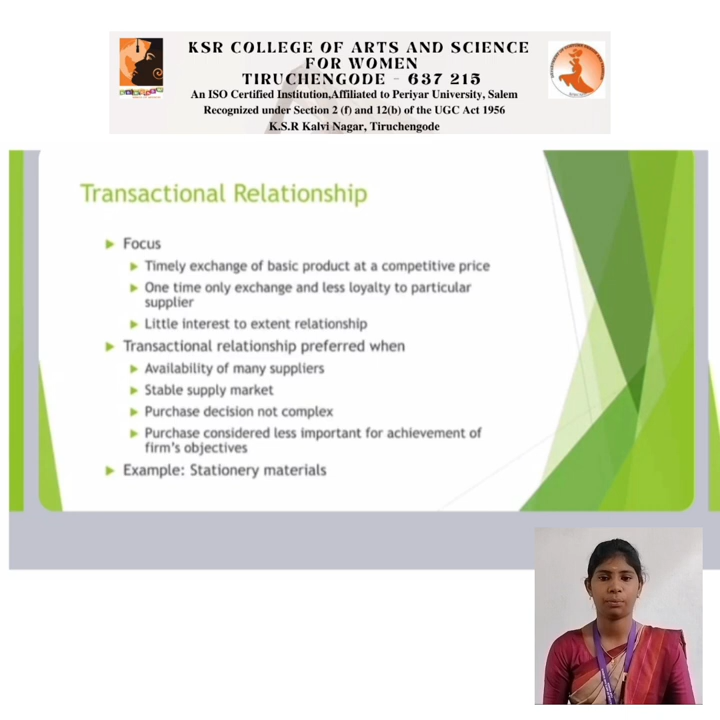 KSR COLLEGE OF ARTS AND SCIENCE
FOR WOMEN
TIRUCHENGODE - 637 215
An ISO Certified Institution,Affiliated to Periyar University, Salem
Recognized under Section 2 (f) and 12(b) of the UGC Act 1956
K.S.R Kalvi Nagar, Tiruchengode
Transactional Relationship
Focus
Timely exchange of basic product at a competitive price
One time only exchange and less loyalty to particular
supplier
Little interest to extent relationship
Transactional relationship preferred when
Availability of many suppliers
Stable supply market
Purchase decision not complex
Purchase considered less important for achievement of
firm's objectives
Example: Stationery materials